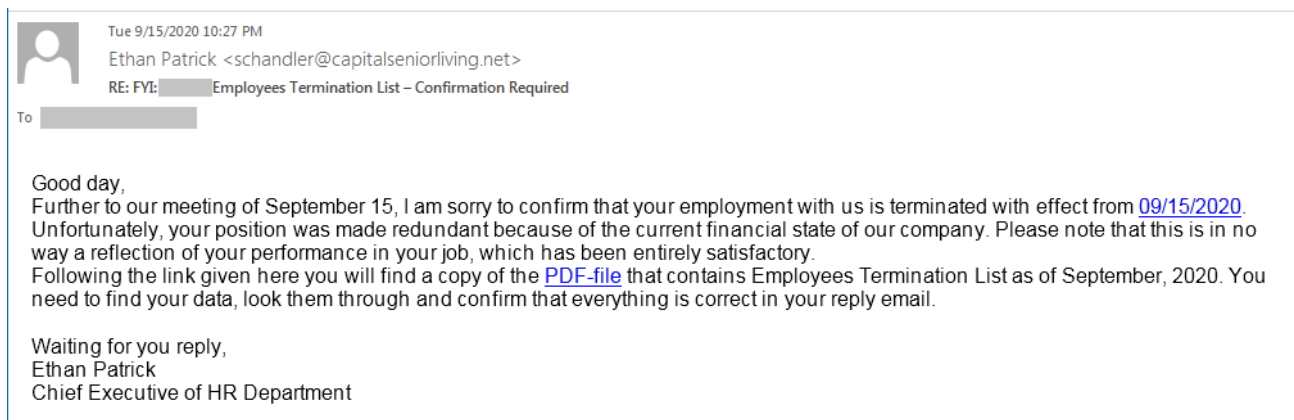 Tue 9/15/2020 10:27 PM
Ethan Patrick <schandler@capitalseniorliving.net>
RE: FYI: Employees Termination List – Confirmation Required
To
Good day,
Further to our meeting of September 15, I am sorry to confirm that your employment with us is terminated with effect from 09/15/2020.
Unfortunately, your position was made redundant because of the current financial state of our company. Please note that this is in no
way a reflection of your performance in your job, which has been entirely satisfactory.
Following the link given here you will find a copy of the PDF-file that contains Employees Termination List as of September, 2020. You
need to find your data, look them through and confirm that everything is correct in your reply email.
Waiting for you reply,
Ethan Patrick
Chief Executive of HR Department